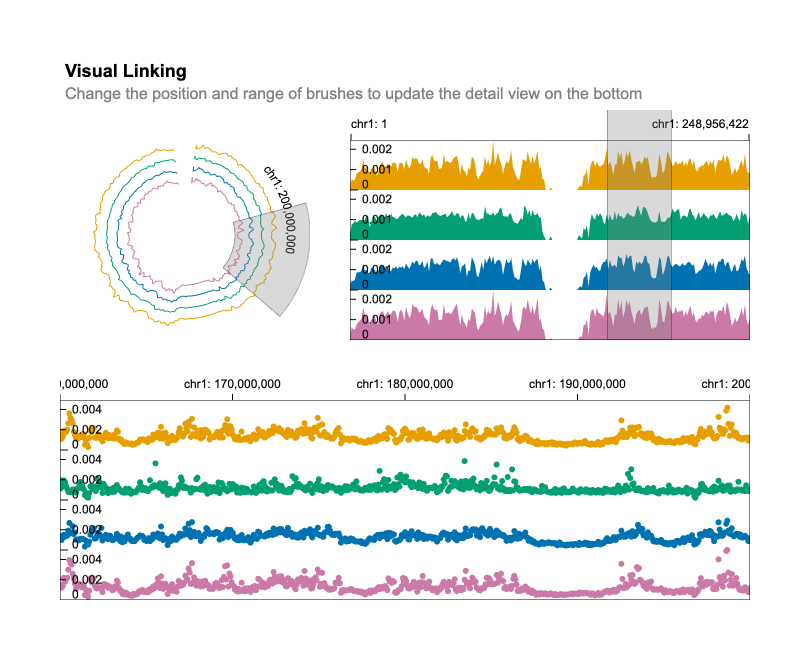 Visual Linking
Change the position and range of brushes to update the detail view on the bottom
chr1: 200,000,000
chr1: 1
chr1: 248,956,422
0.002
0.001
0
0.002
0.001
0
0.002
0.001
0
0.002
0.001
0
0,000,000
chr1: 170,000,000
chr1: 180,000,000
chr1: 190,000,000
chr1: 200
0.004
0.002
0
0.004
0.002
0
0.004
0.002
0
0.004
0.002
0